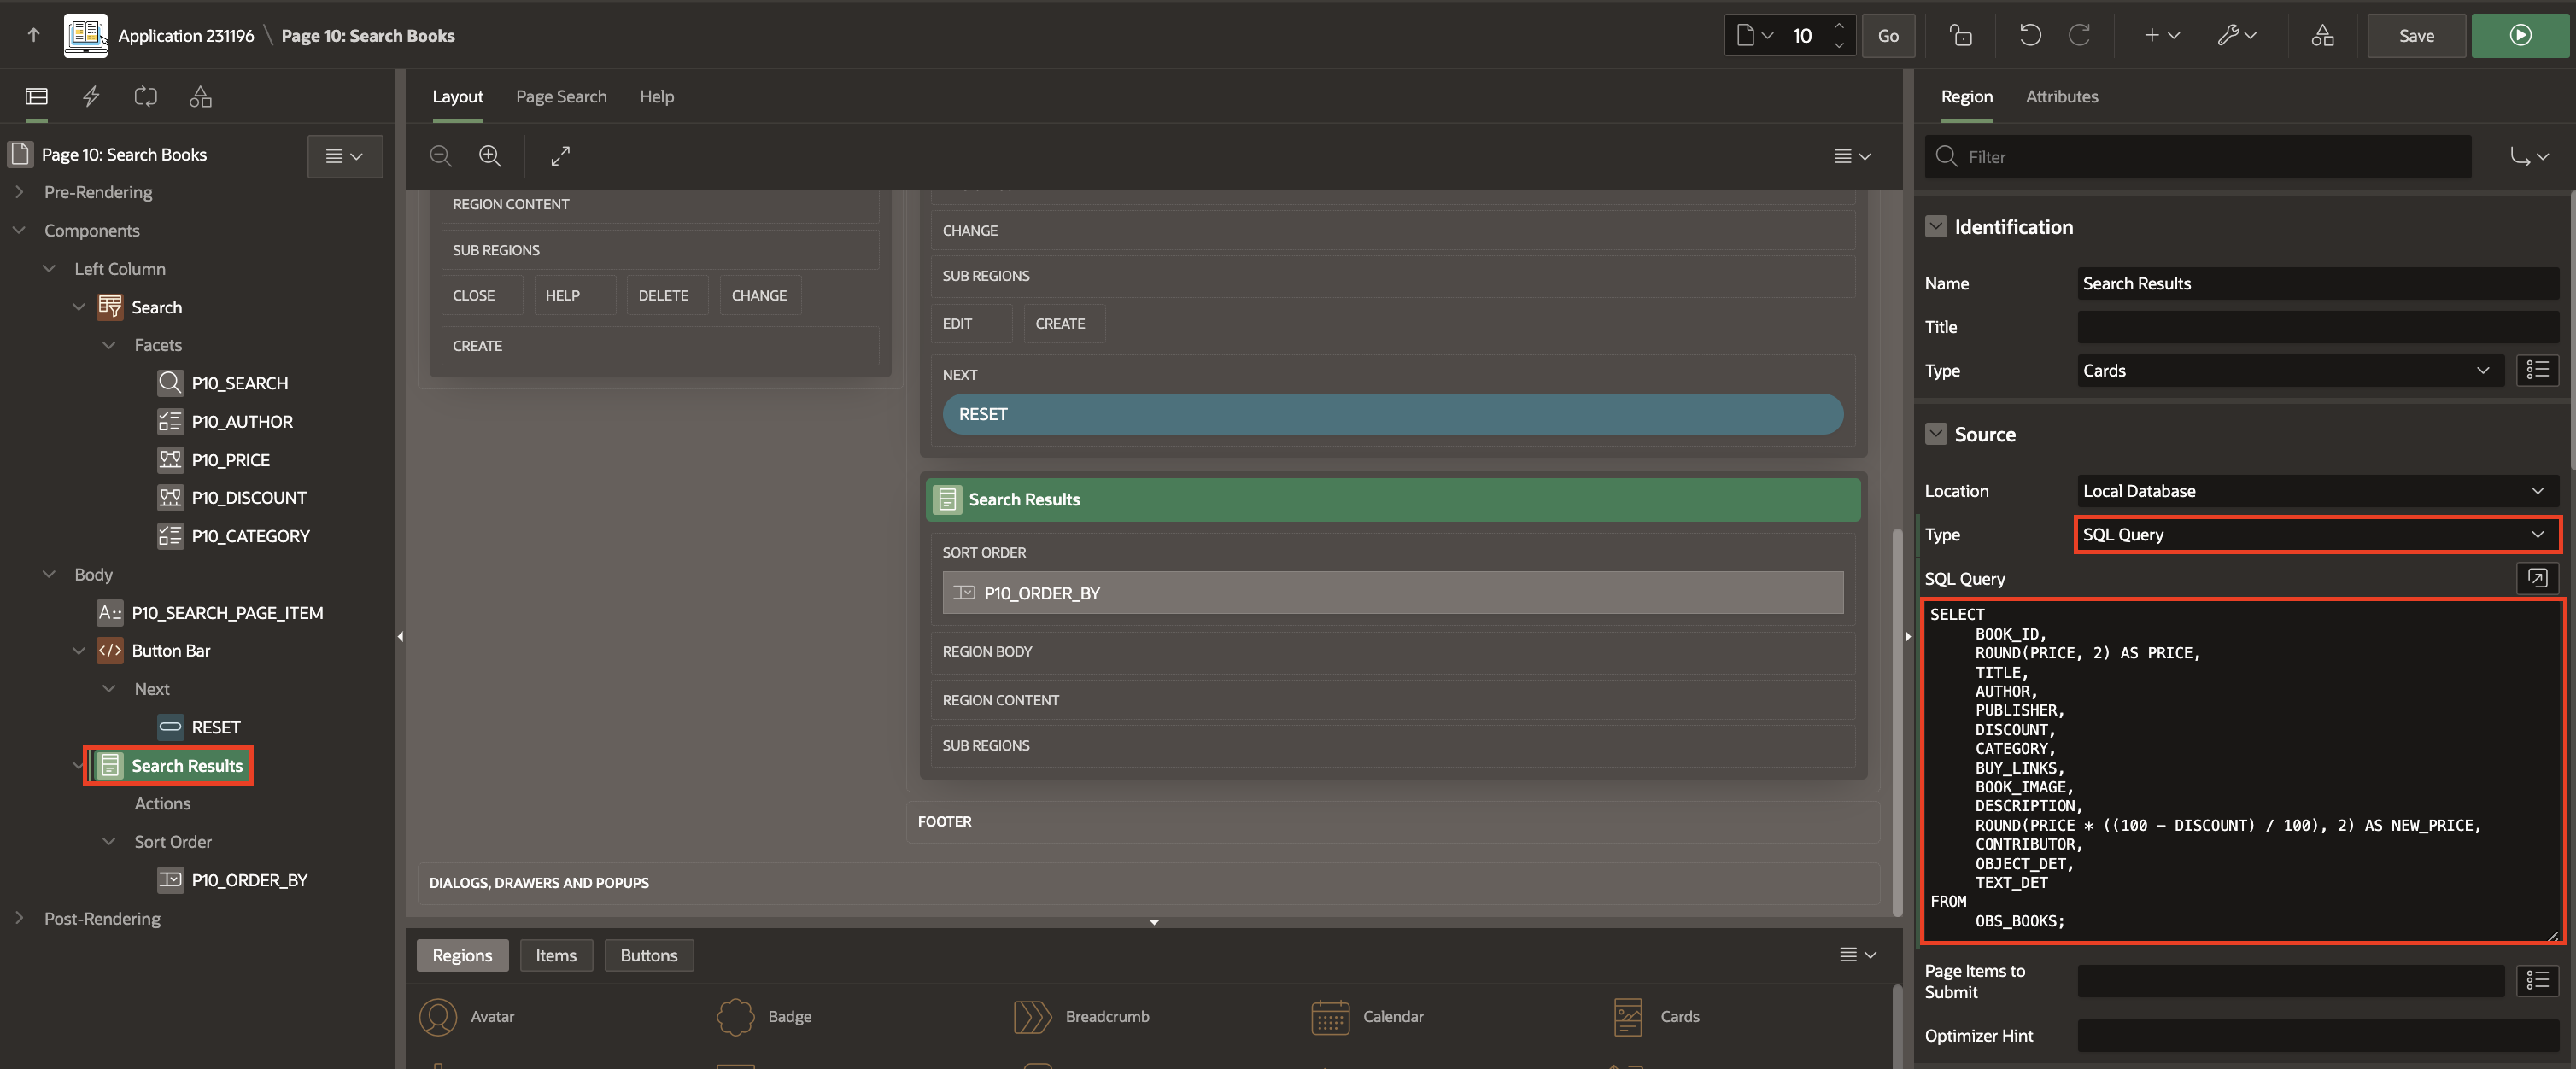 Application 231196 \ Page 10: Search Books
10
Go
Save
Page 10: Search Books
Pre-Rendering
Components
Left Column
Search
Facets
P10_SEARCH
P10_AUTHOR
P10_PRICE
P10_DISCOUNT
P10_CATEGORY
Body
P10_SEARCH_PAGE_ITEM
Button Bar
Next
RESET
Search Results
Actions
Sort Order
P10_ORDER_BY
Post-Rendering
Layout Page Search Help
REGION CONTENT
SUB REGIONS
CLOSE HELP DELETE CHANGE
CREATE
CHANGE
SUB REGIONS
EDIT CREATE
NEXT
RESET
Search Results
SORT ORDER
P10_ORDER_BY
REGION BODY
REGION CONTENT
SUB REGIONS
FOOTER
DIALOGS, DRAWERS AND POPUPS
Regions Items Buttons
Avatar Badge Breadcrumb Calendar Cards
Region Attributes
Filter
Identification
Name Search Results
Title
Type Cards
Source
Location Local Database
Type SQL Query
SQL Query
SELECT
BOOK_ID,
ROUND(PRICE, 2) AS PRICE,
TITLE,
AUTHOR,
PUBLISHER,
DISCOUNT,
CATEGORY,
BUY_LINKS,
BOOK_IMAGE,
DESCRIPTION,
ROUND(PRICE * ((100 - DISCOUNT) / 100), 2) AS NEW_PRICE,
CONTRIBUTOR,
OBJECT_DET,
TEXT_DET
FROM
OBS_BOOKS;
Page Items to
Submit
Optimizer Hint